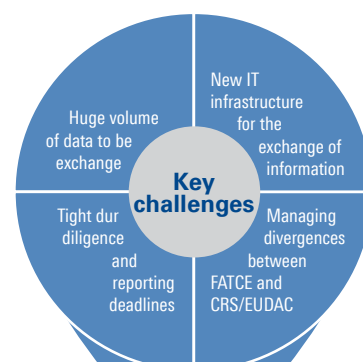 Huge volume
of data to be
exchange
New IT
infrastructure
for the
exchange of
information
Key
challenges
Tight dur
diligence
and
reporting
deadlines
Managing
divergences
between
FATCE and
CRS/EUDAC